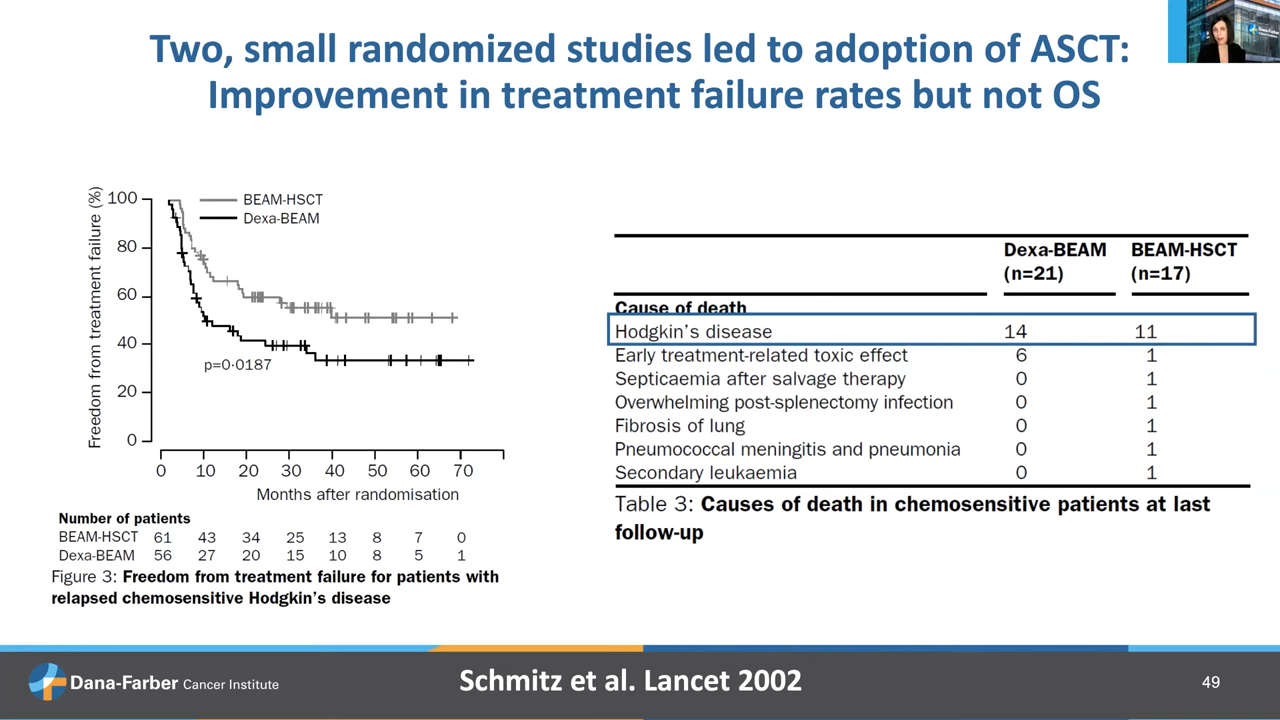 Two, small randomized studies led to adoption of ASCT:
Improvement in treatment failure rates but not OS
Freedom from treatment failure (%)
100
80
60
40
20
0
BEAM-HSCT
Dexa-BEAM
p=0·0187
0 10 20 30 40 50 60 70
Months after randomisation
Number of patients
BEAM-HSCT 61 43 34 25 13 8 7 0
Dexa-BEAM 56 27 20 15 10 8 5 1
Figure 3: Freedom from treatment failure for patients with
relapsed chemosensitive Hodgkin's disease
Dexa-BEAM BEAM-HSCT
(n=21) (n=17)
Cause of death
Hodgkin's disease 14 11
Early treatment-related toxic effect 6 1
Septicaemia after salvage therapy 0 1
Overwhelming post-splenectomy infection 0 1
Fibrosis of lung 0 1
Pneumococcal meningitis and pneumonia 0 1
Secondary leukaemia 0 1
Table 3: Causes of death in chemosensitive patients at last
follow-up
Dana-Farber Cancer Institute
Schmitz et al. Lancet 2002
49